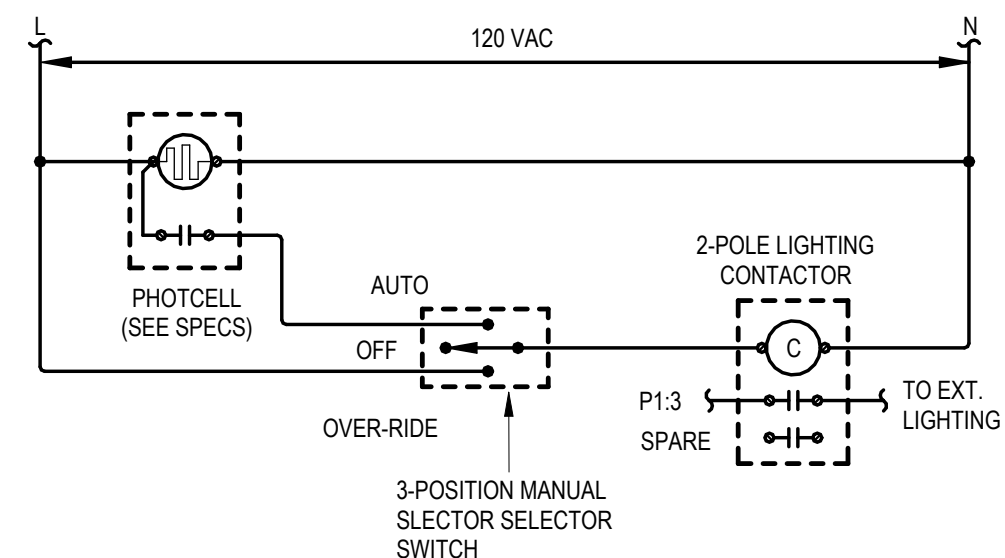 L
N
120 VAC
2-POLE LIGHTING
CONTACTOR
PHOTCELL
(SEE SPECS)
AUTO
OFF
OVER-RIDE
C
P1:3
TO EXT.
LIGHTING
SPARE
3-POSITION MANUAL
SLECTOR SELECTOR
SWITCH